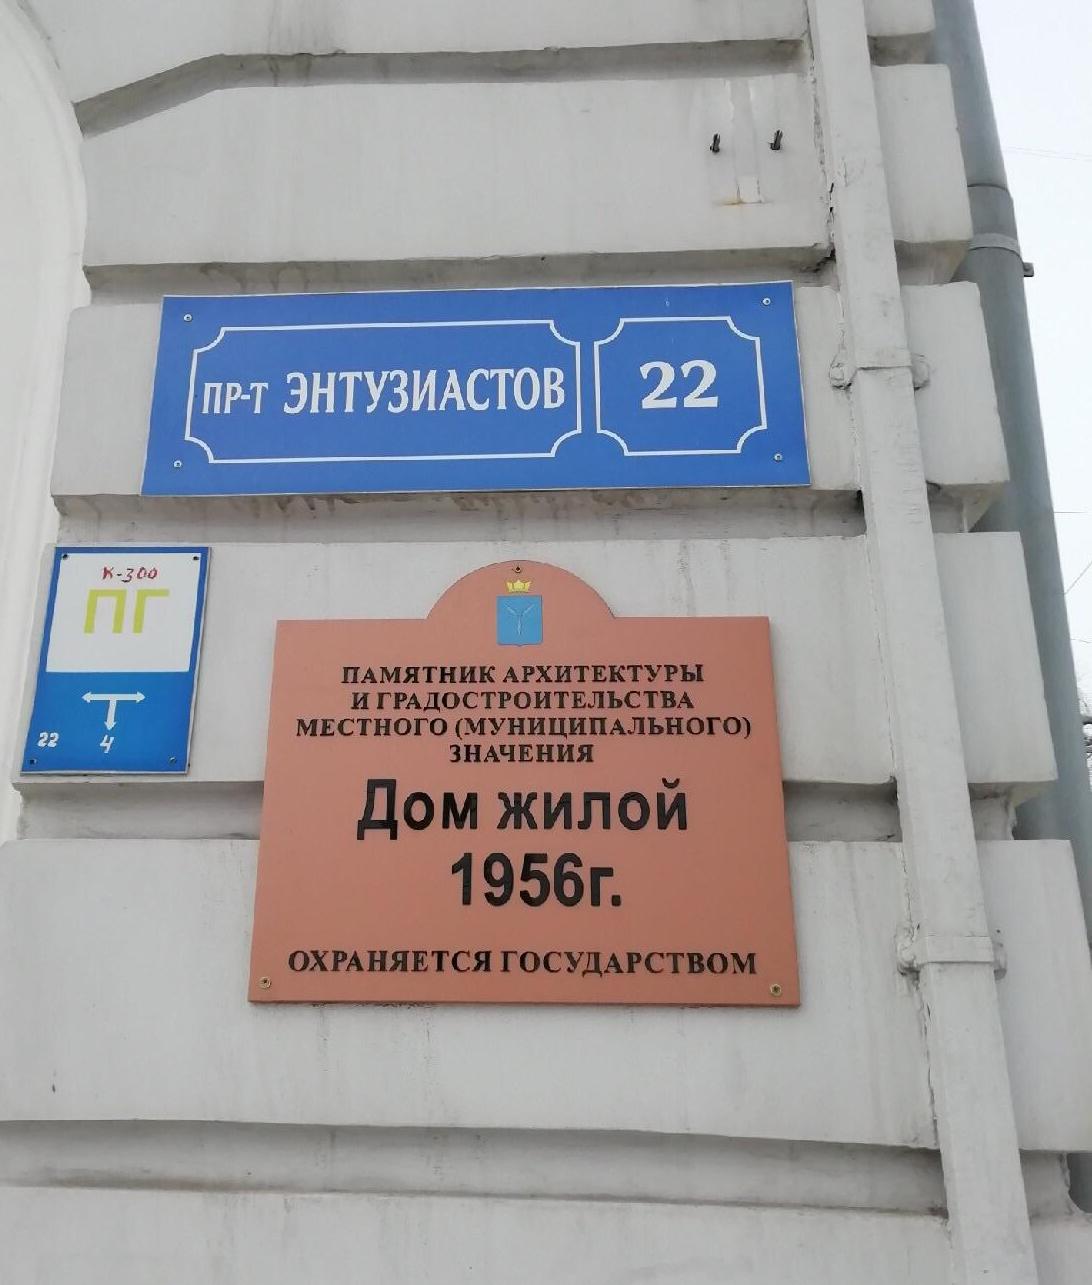 ПР-Т ЭНТУЗИАСТОВ 22
К-300
ПГ
22 4
ПАМЯТНИК АРХИТЕКТУРЫ
И ГРАДОСТРОИТЕЛЬСТВА
МЕСТНОГО (МУНИЦИПАЛЬНОГО)
ЗНАЧЕНИЯ
Дом жилой
1956г.
ОХРАНЯЕТСЯ ГОСУДАРСТВОМ